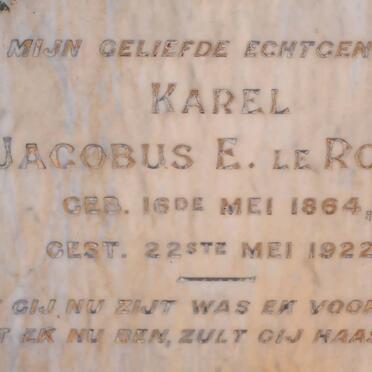 MIJN GELIEFDE ECHTGEN
KAREL
JACOBUS E. LE RO
GEB. 16DE MEI 1864,
GEST. 22STE MEI 1922
GIJ NU ZIJT WAS EK VOOR
T EK NU BEN, ZULT GIJ HAAS